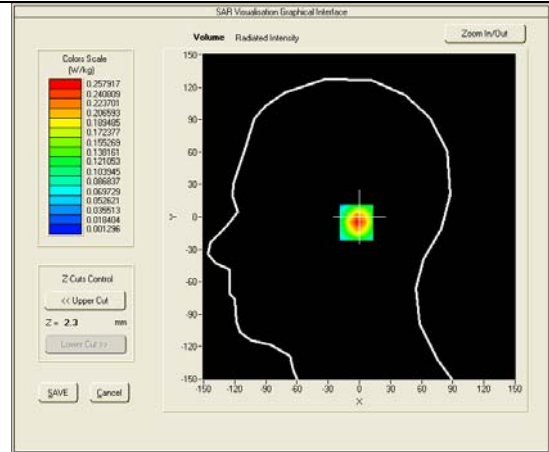 SAR Visualisation Graphical Interface
Volume Radiated Intensity
Zoom In/Out
Colors Scale
(W/kg)
0.257917
0.240809
0.223701
0.206593
0.189485
0.172377
0.155269
0.138161
0.121053
0.103945
0.086837
0.069729
0.052621
0.035513
0.018404
0.001296
Z Cuts Control
<< Upper Cut
Z = 2.3 mm
Lower Cut >>
SAVE Cancel
150-
120-
90-
60-
30-
0-
-30-
-60-
-90-
-120-
-150-
Y
-150 -120 -90 -60 -30 0 30 60 90 120 150
X